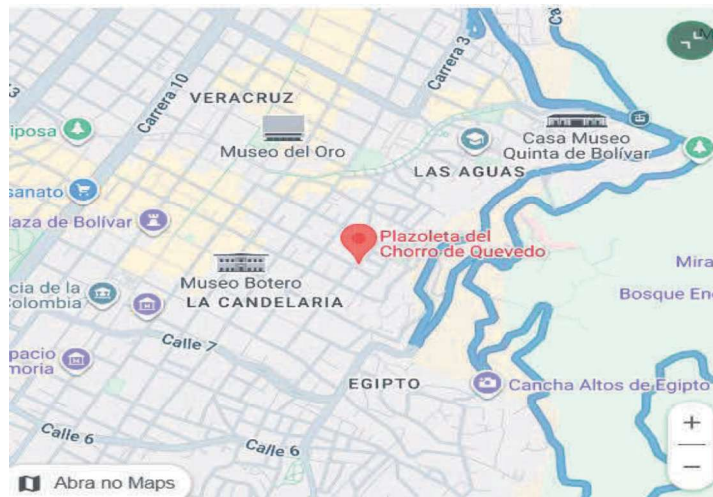 Carrera 3
Carrera 10
VERACRUZ
Museo del Oro
Casa Museo
Quinta de Bolívar
LAS AGUAS
iposa
sanato
laza de Bolívar
Plazoleta del
Chorro de Quevedo
Museo Botero
LA CANDELARIA
cia de la
Colombia
Mira
Bosque En
Calle 7
pacio
moria
EGIPTO
Cancha Altos de Egipto
Calle 6
Calle 6
Abra no Maps